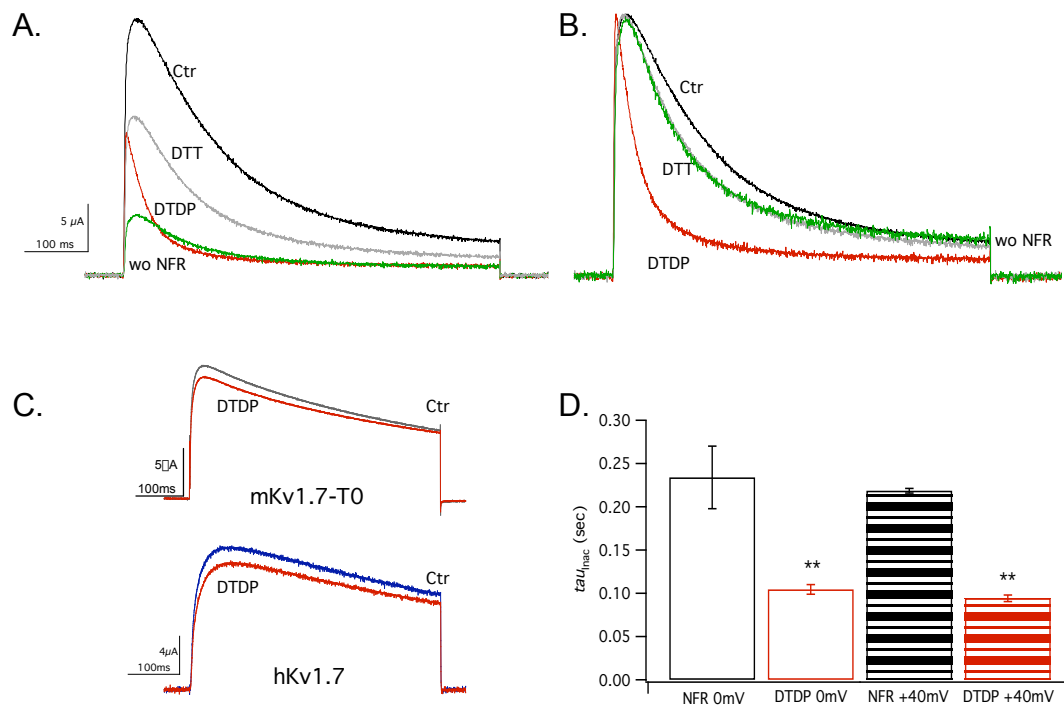 A.
Ctr
DTT
DTDP
wo NFR
5 µA
100 ms
B.
Ctr
DTT
DTDP
wo NFR
C.
DTDP
Ctr
5▯A
100ms
mKv1.7-T0
DTDP
Ctr
4µA
100ms
hKv1.7
D.
tau_Inac (sec)
0.30
0.25
0.20
0.15
0.10
0.05
0.00
**
**
NFR 0mV
DTDP 0mV
NFR +40mV
DTDP +40mV